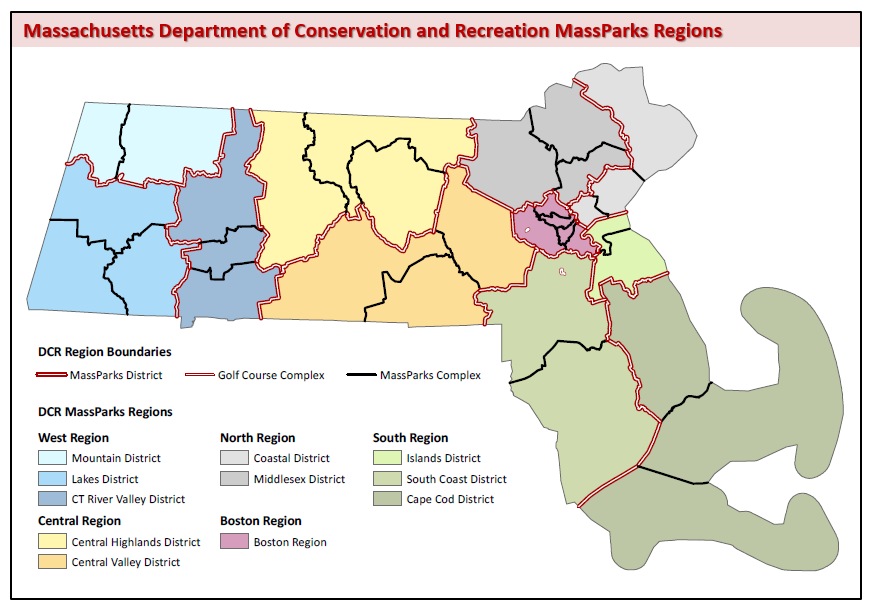 Massachusetts Department of Conservation and Recreation MassParks Regions
DCR Region Boundaries
MassParks District
Golf Course Complex
MassParks Complex
DCR MassParks Regions
West Region
Mountain District
Lakes District
CT River Valley District
Central Region
Central Highlands District
Central Valley District
North Region
Coastal District
Middlesex District
Boston Region
Boston Region
South Region
Islands District
South Coast District
Cape Cod District